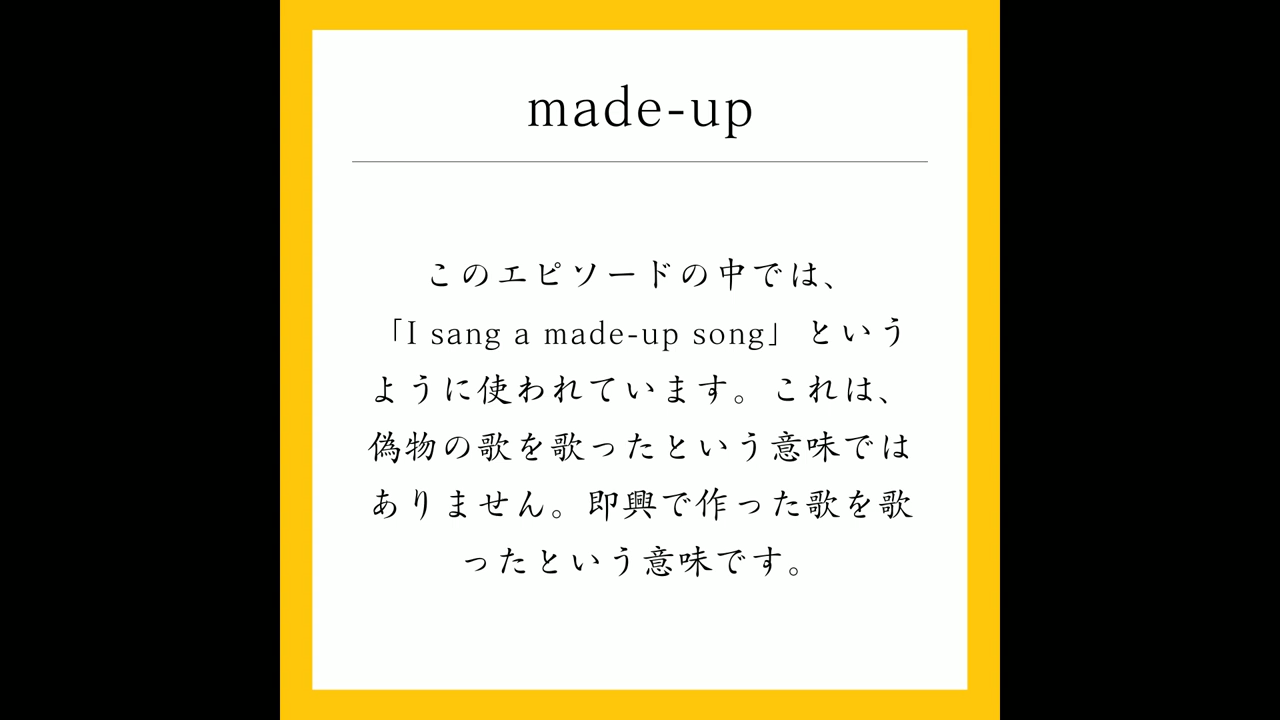 made-up
このエピソードの中では、
「I sang a made-up song」という
ように使われています。これは、
偽物の歌を歌ったという意味では
ありません。即興で作った歌を歌
ったという意味です。